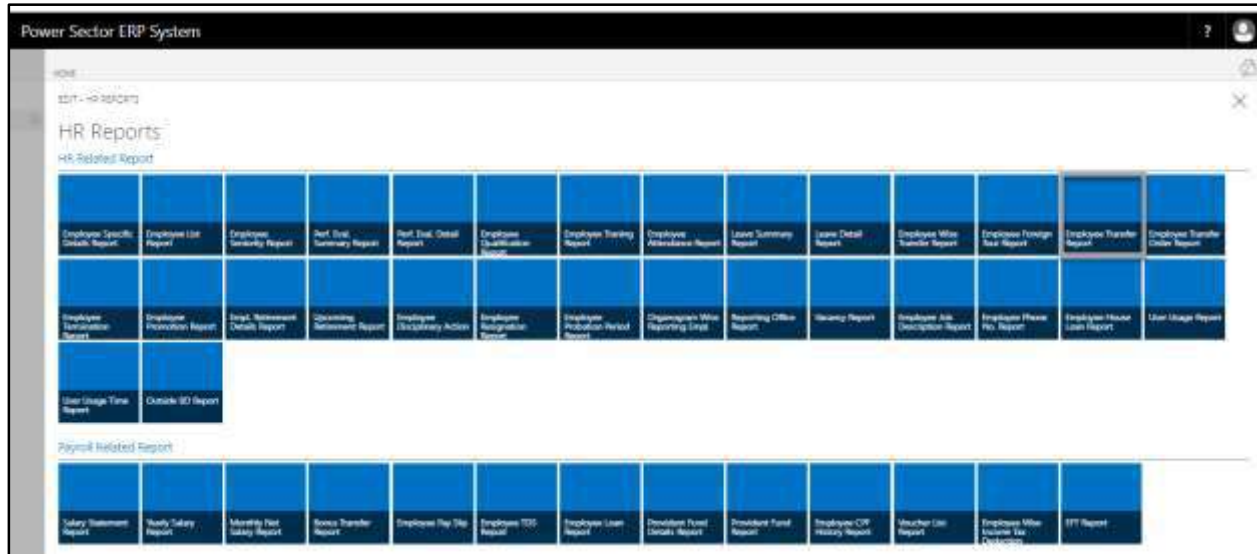 Power Sector ERP System ?
HOME
EDIT - HR REPORTS
HR Reports
HR Related Report
Employee Specific Details Report
Employee List Report
Employee Seniority Report
Perf. Eval. Summary Report
Perf. Eval. Detail Report
Employee Qualification Report
Employee Traning Report
Employee Attendance Report
Leave Summary Report
Leave Detail Report
Employee Wise Transfer Report
Employee Foreign Tour Report
Employee Transfer Report
Employee Transfer Order Report
Employee Termination Report
Employee Promotion Report
Empl. Retirement Details Report
Upcoming Retirement Report
Employee Disciplinary Action
Employee Resignation Report
Employee Probation Period Report
Organogram Wise Reporting Empl
Reporting Office Report
Vacancy Report
Employee Job Description Report
Employee Phone No. Report
Employee House Loan Report
User Usage Report
User Usage Time Report
Outside BD Report
Payroll Related Report
Salary Statement Report
Yearly Salary Report
Monthly Net Salary Report
Bonus Transfer Report
Employee Pay Slip
Employee TDS Report
Employee Loan Report
Provident Fund Details Report
Provident Fund Report
Employee CPF History Report
Voucher List Report
Employee Wise Income Tax Deduction
EFT Report